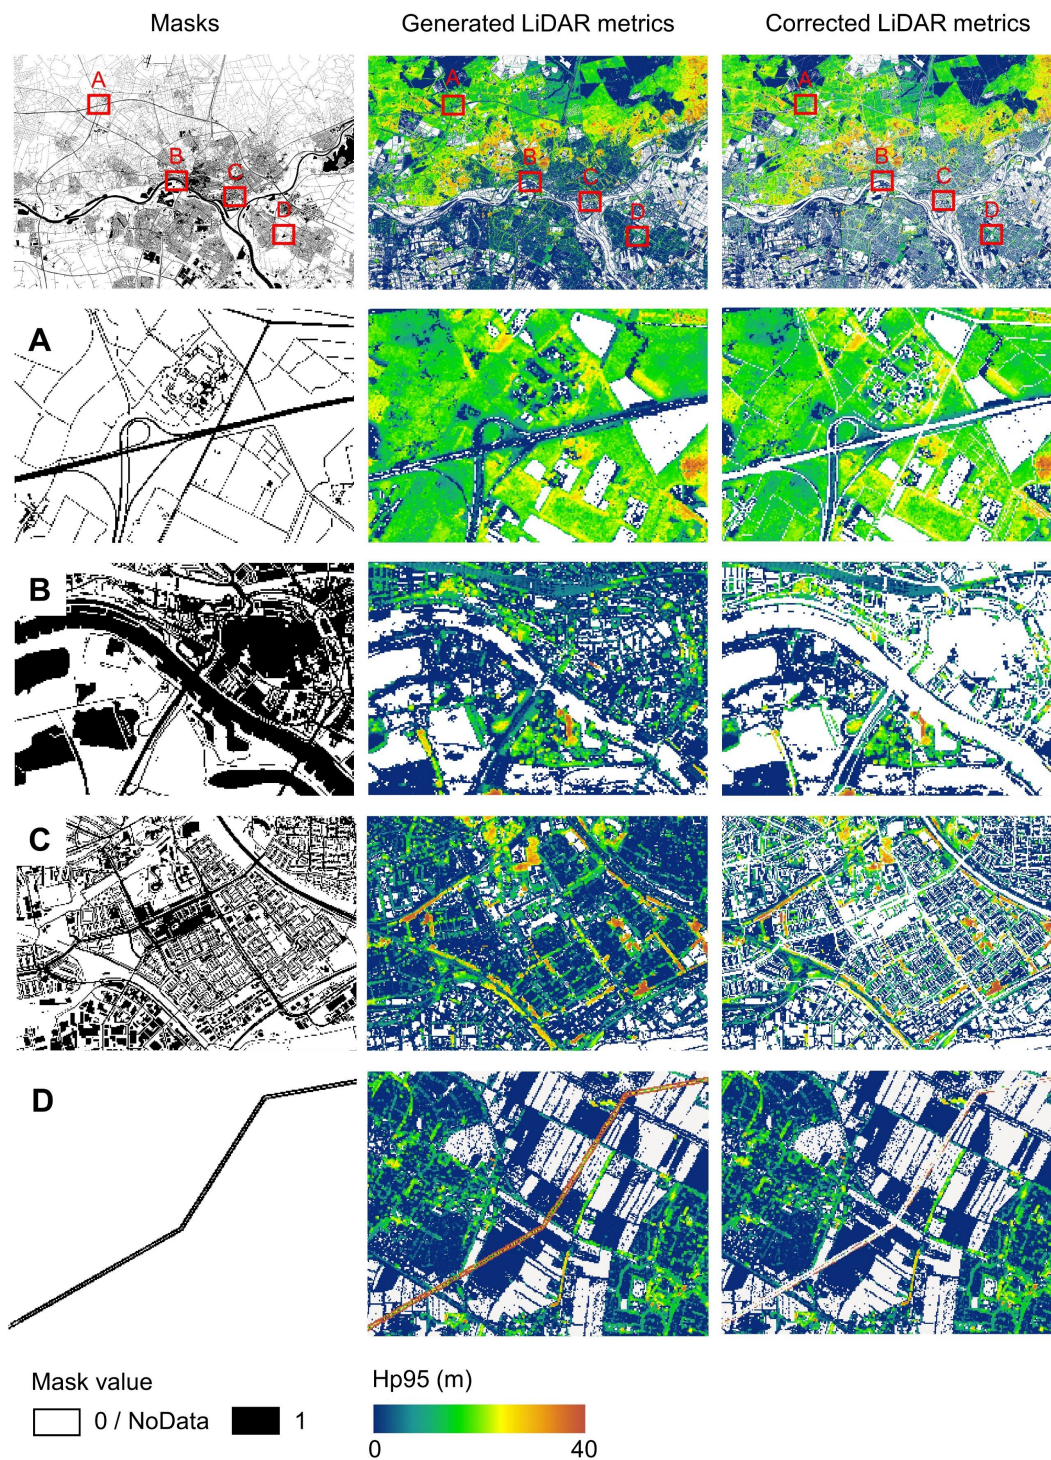 Masks Generated LiDAR metrics Corrected LiDAR metrics
A A A
B B B
C C C
D D D
A
B
C
D
Mask value Hp95 (m)
0 / NoData 1
0 40